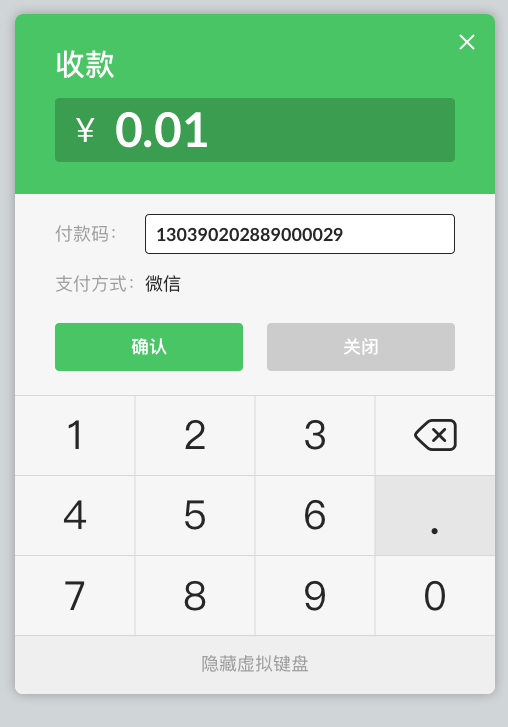 收款
¥ 0.01
付款码： 130390202889000029
支付方式： 微信
确认 关闭
1 2 3
4 5 6 .
7 8 9 0
隐藏虚拟键盘